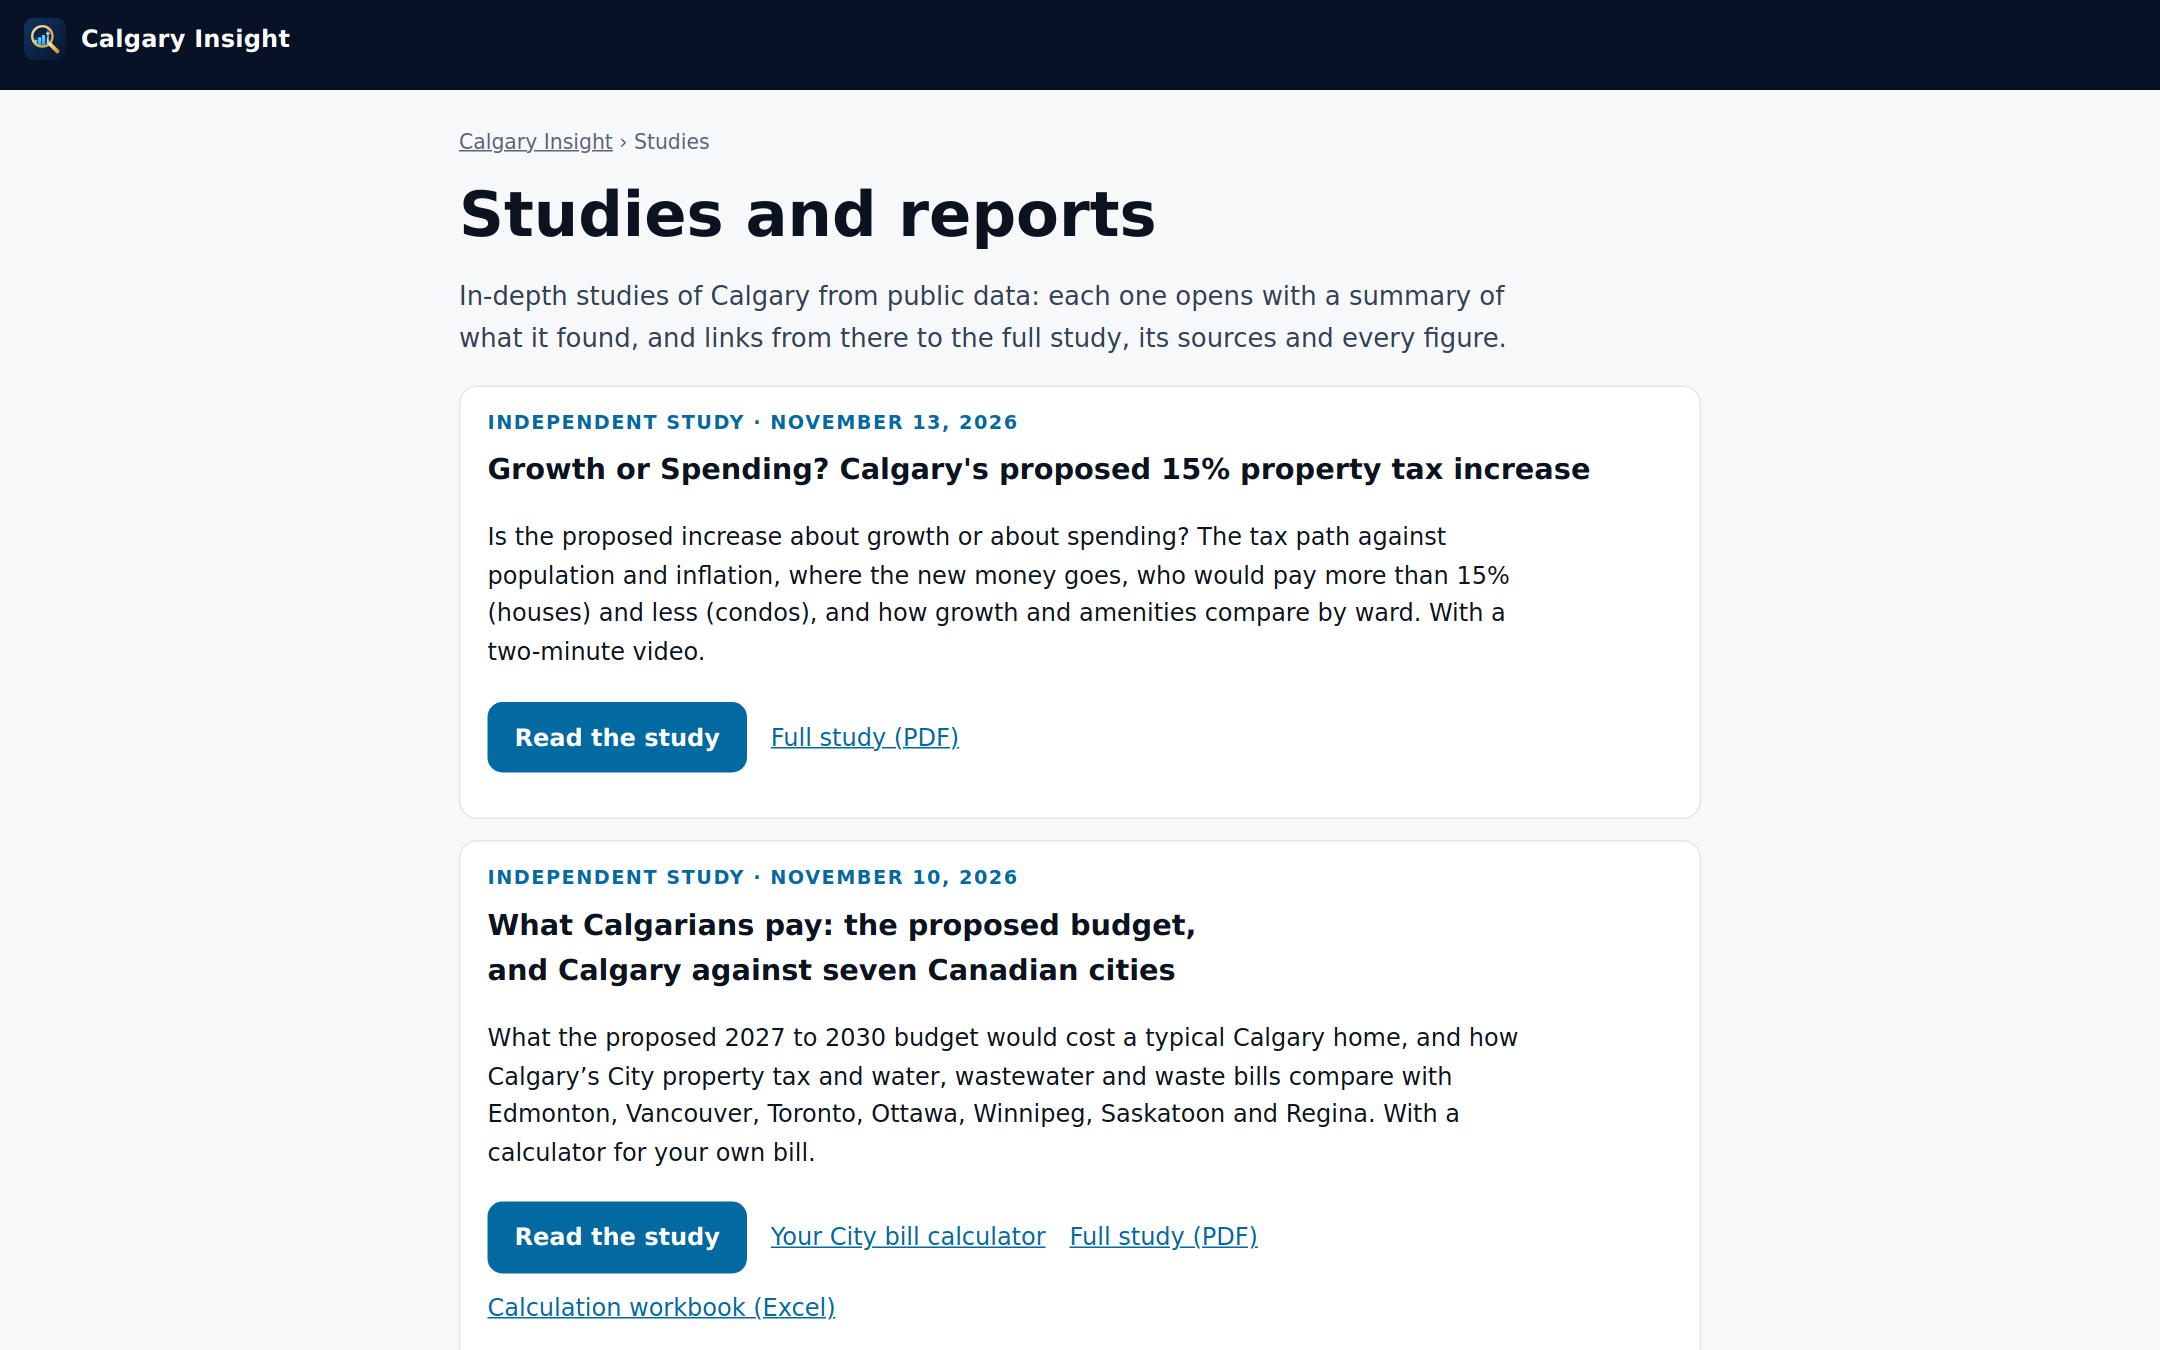 Calgary Insight
Calgary Insight › Studies
Studies and reports
In-depth studies of Calgary from public data: each one opens with a summary of
what it found, and links from there to the full study, its sources and every figure.
INDEPENDENT STUDY · NOVEMBER 13, 2026
Growth or Spending? Calgary's proposed 15% property tax increase
Is the proposed increase about growth or about spending? The tax path against
population and inflation, where the new money goes, who would pay more than 15%
(houses) and less (condos), and how growth and amenities compare by ward. With a
two-minute video.
Read the study Full study (PDF)
INDEPENDENT STUDY · NOVEMBER 10, 2026
What Calgarians pay: the proposed budget,
and Calgary against seven Canadian cities
What the proposed 2027 to 2030 budget would cost a typical Calgary home, and how
Calgary’s City property tax and water, wastewater and waste bills compare with
Edmonton, Vancouver, Toronto, Ottawa, Winnipeg, Saskatoon and Regina. With a
calculator for your own bill.
Read the study Your City bill calculator Full study (PDF)
Calculation workbook (Excel)